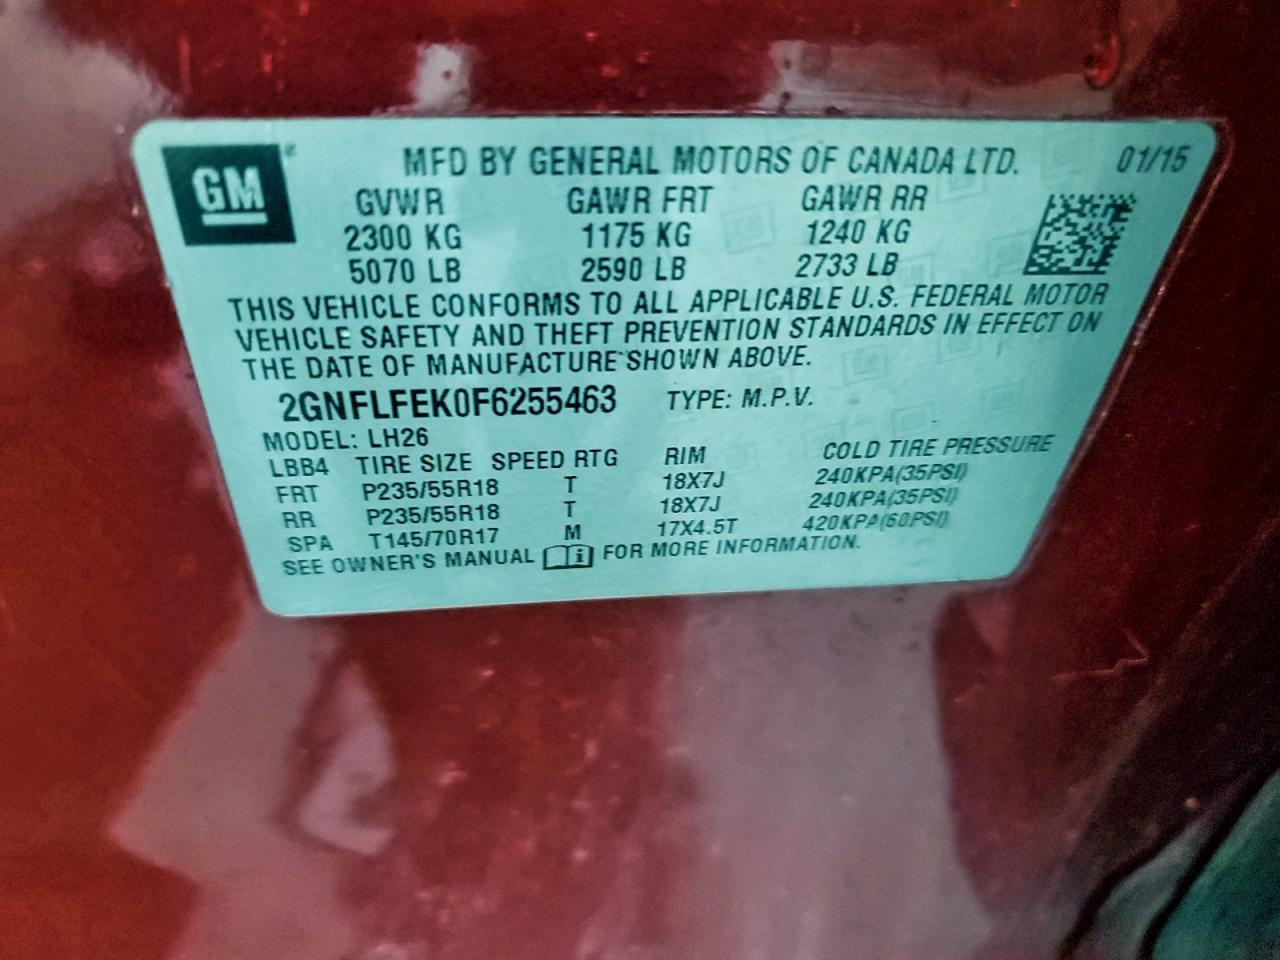 GM
MFD BY GENERAL MOTORS OF CANADA LTD. 01/15
GVWR GAWR FRT GAWR RR
2300 KG 1175 KG 1240 KG
5070 LB 2590 LB 2733 LB
THIS VEHICLE CONFORMS TO ALL APPLICABLE U.S. FEDERAL MOTOR
VEHICLE SAFETY AND THEFT PREVENTION STANDARDS IN EFFECT ON
THE DATE OF MANUFACTURE SHOWN ABOVE.
2GNFLFEK0F6255463 TYPE: M.P.V.
MODEL: LH26
LBB4 TIRE SIZE SPEED RTG RIM COLD TIRE PRESSURE
FRT P235/55R18 T 18X7J 240KPA(35PSI)
RR P235/55R18 T 18X7J 240KPA(35PSI)
SPA T145/70R17 M 17X4.5T 420KPA(60PSI)
SEE OWNER'S MANUAL i FOR MORE INFORMATION.